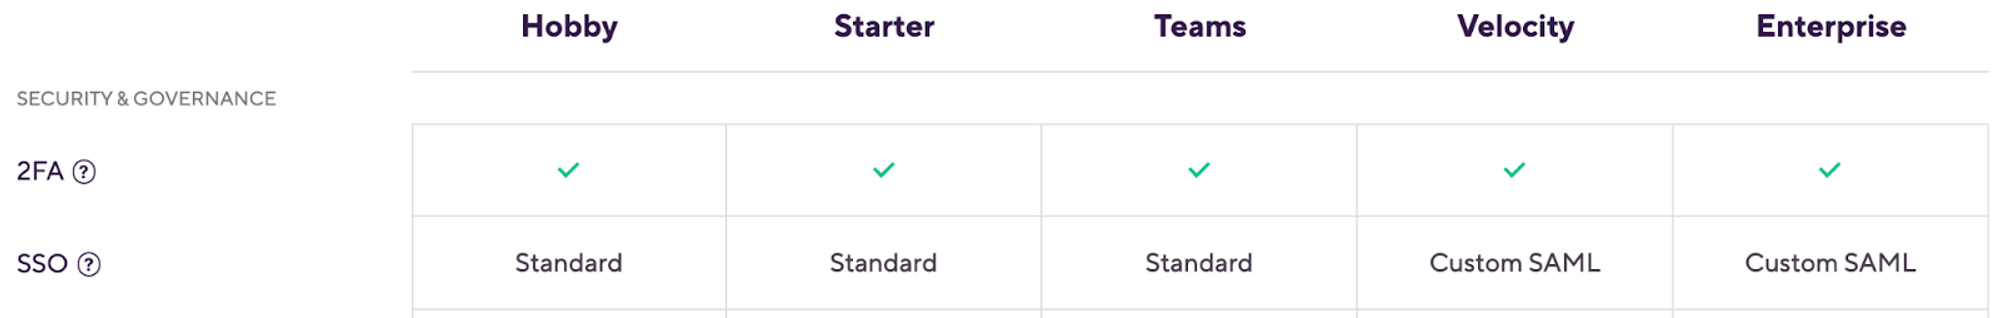 Hobby Starter Teams Velocity Enterprise
SECURITY & GOVERNANCE
2FA ?
SSO ? Standard Standard Standard Custom SAML Custom SAML